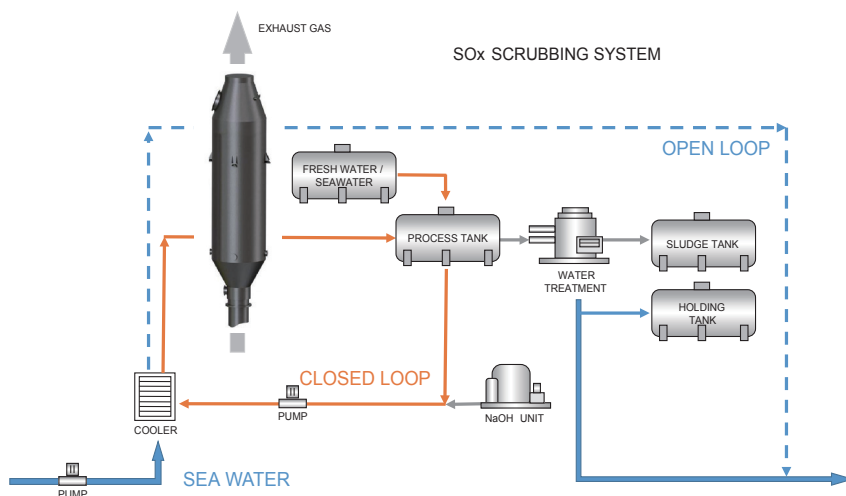 EXHAUST GAS
SOx SCRUBBING SYSTEM
OPEN LOOP
FRESH WATER /
SEAWATER
PROCESS TANK
SLUDGE TANK
WATER
TREATMENT
HOLDING
TANK
CLOSED LOOP
PUMP
NaOH UNIT
COOLER
SEA WATER
PUMP